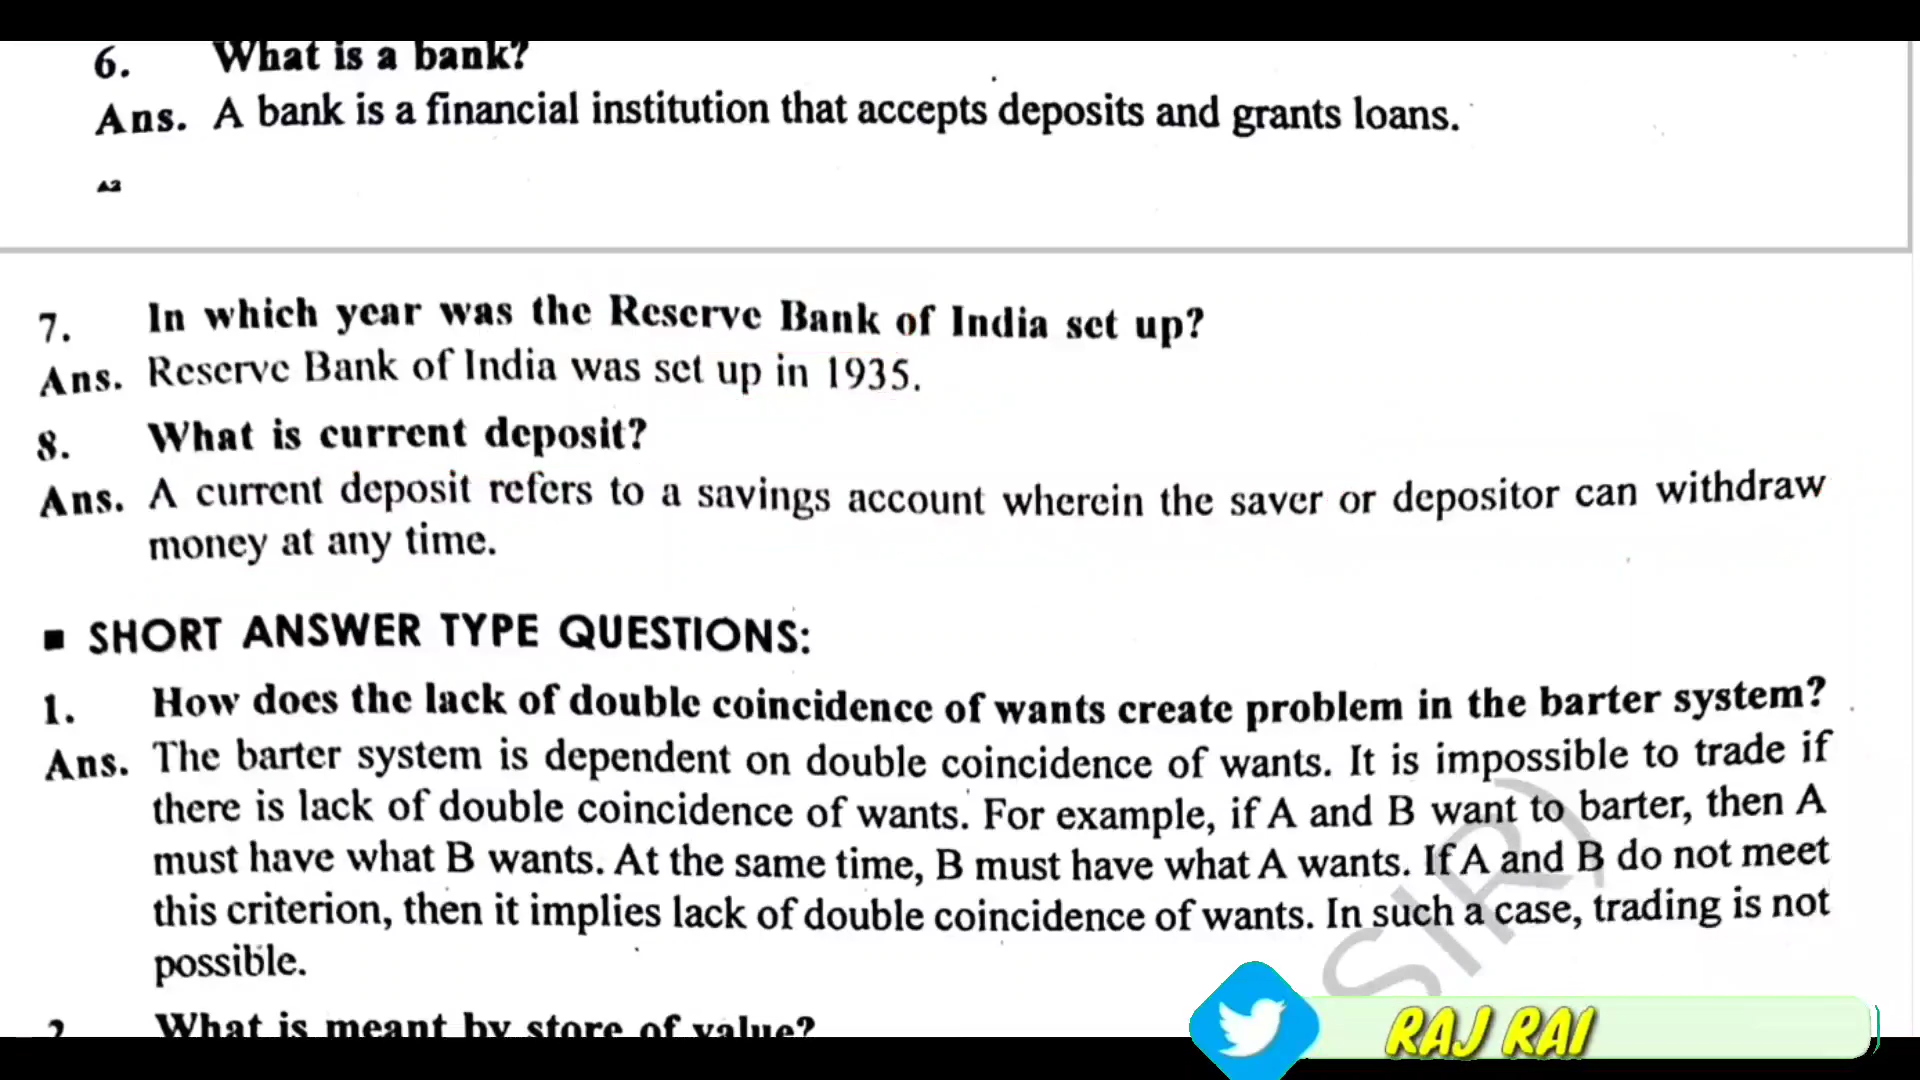 6. What is a bank?
Ans. A bank is a financial institution that accepts deposits and grants loans.
A2
7. In which year was the Reserve Bank of India set up?
Ans. Reserve Bank of India was set up in 1935.
8. What is current deposit?
Ans. A current deposit refers to a savings account wherein the saver or depositor can withdraw
money at any time.
■ SHORT ANSWER TYPE QUESTIONS:
1. How does the lack of double coincidence of wants create problem in the barter system?
Ans. The barter system is dependent on double coincidence of wants. It is impossible to trade if
there is lack of double coincidence of wants. For example, if A and B want to barter, then A
must have what B wants. At the same time, B must have what A wants. If A and B do not meet
this criterion, then it implies lack of double coincidence of wants. In such a case, trading is not
possible.
SIR)
2. What is meant by store of value?
RAJ RAI